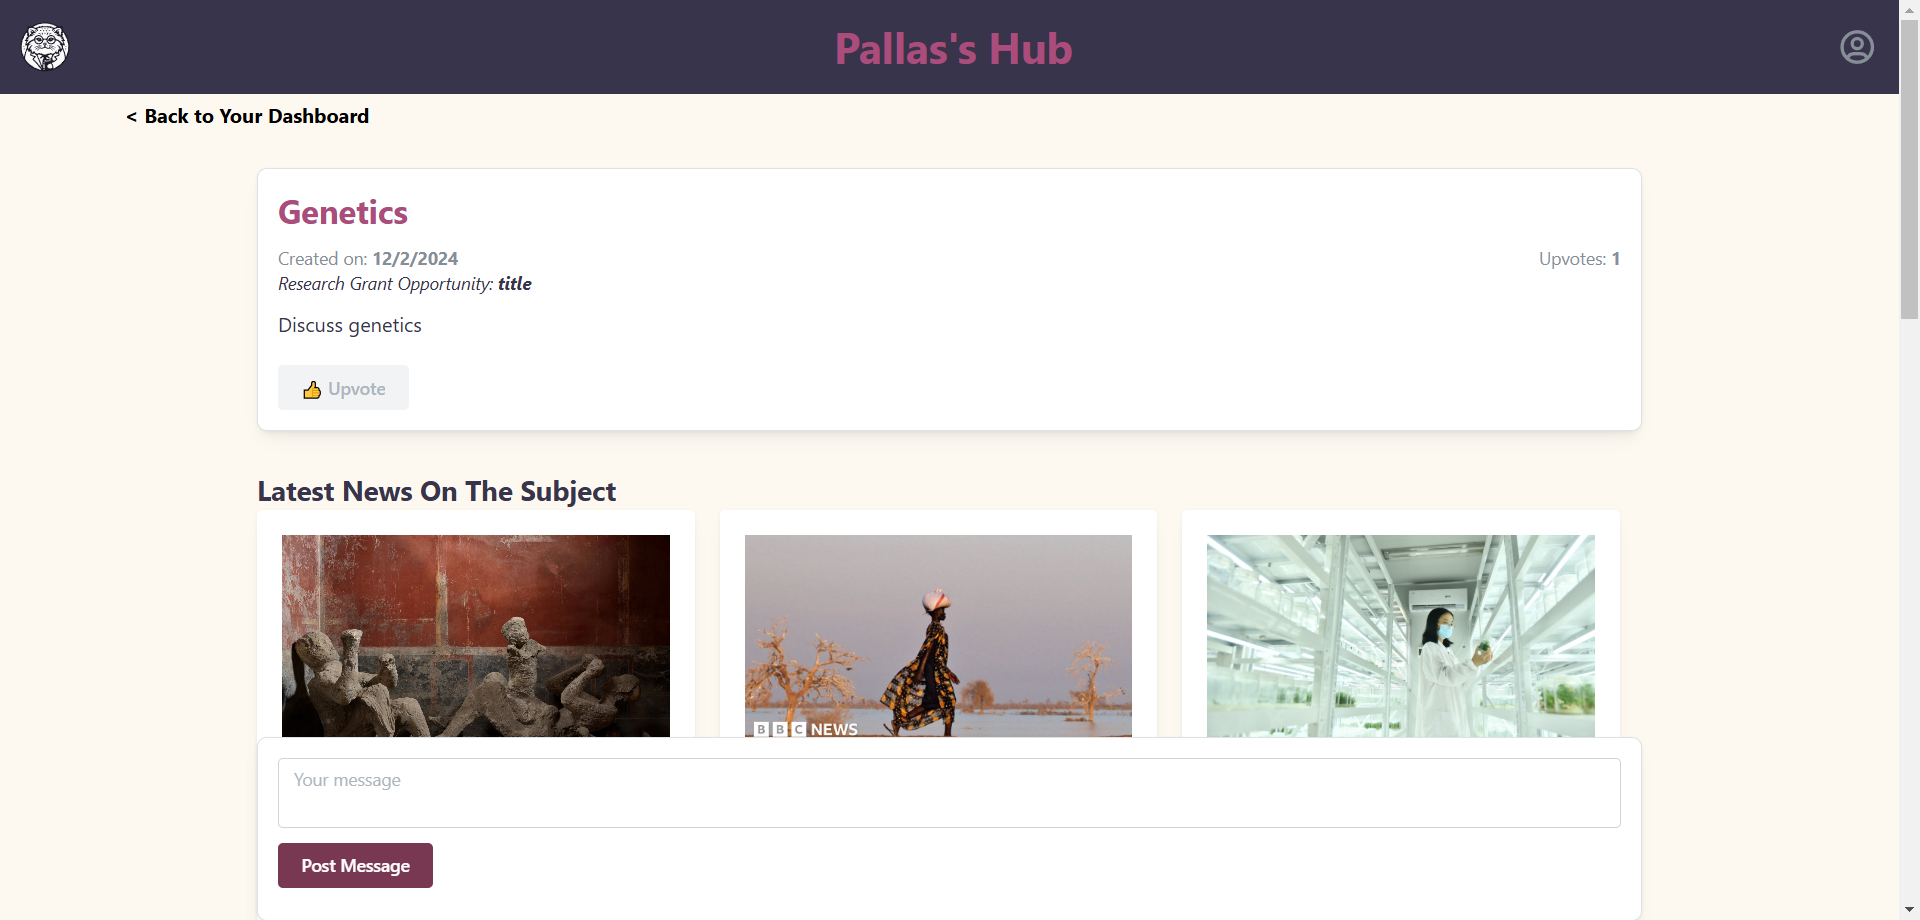 Pallas's Hub
< Back to Your Dashboard
Genetics
Created on: 12/2/2024
Upvotes: 1
Research Grant Opportunity: title
Discuss genetics
👍 Upvote
Latest News On The Subject
BBC NEWS
Your message
Post Message